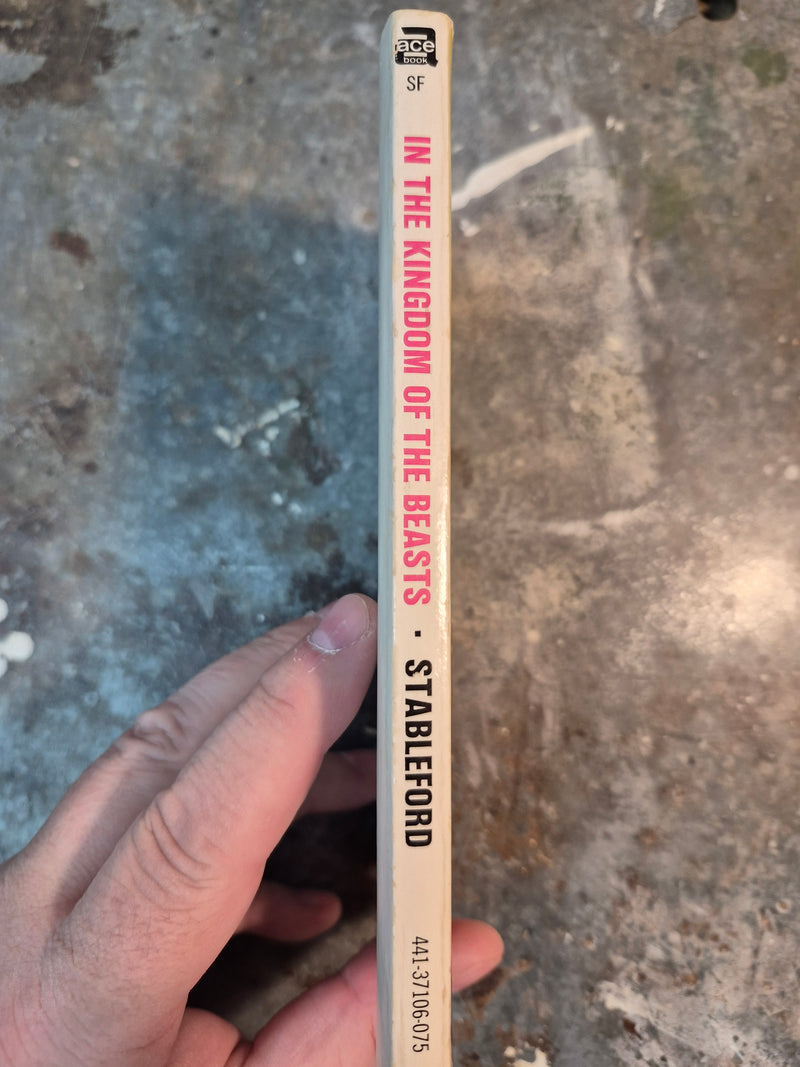 ace
book
SF
IN THE KINGDOM OF THE BEASTS · STABLEFORD
441-37106-075